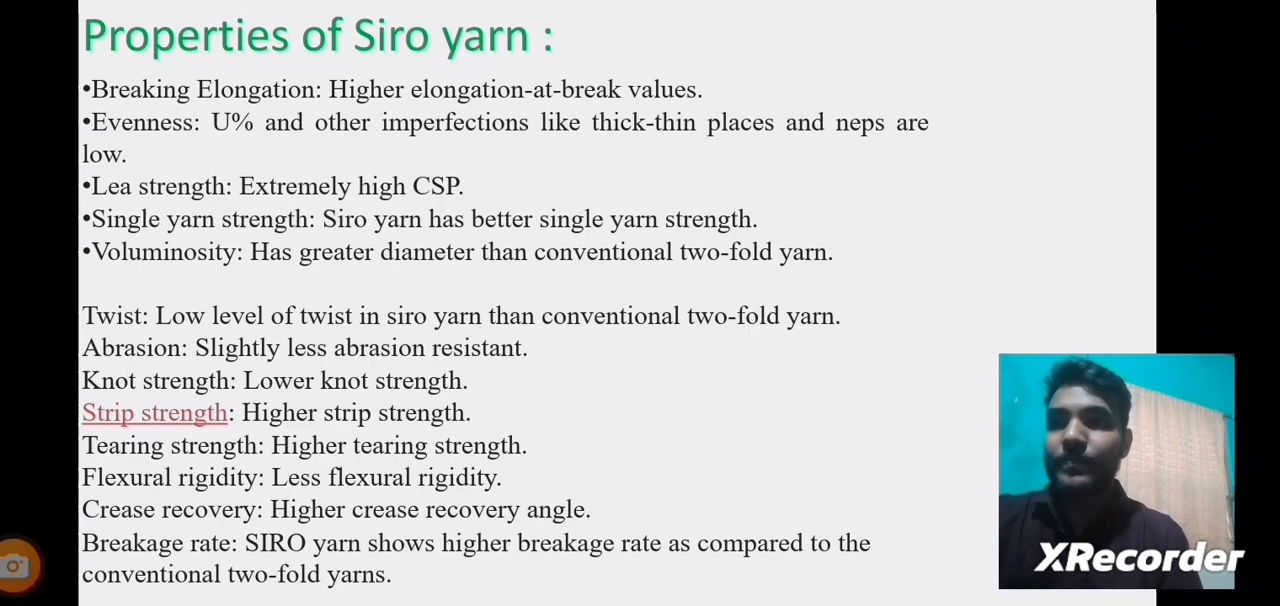 Properties of Siro yarn :
•Breaking Elongation: Higher elongation-at-break values.
•Evenness: U% and other imperfections like thick-thin places and neps are
low.
•Lea strength: Extremely high CSP.
•Single yarn strength: Siro yarn has better single yarn strength.
•Voluminosity: Has greater diameter than conventional two-fold yarn.
Twist: Low level of twist in siro yarn than conventional two-fold yarn.
Abrasion: Slightly less abrasion resistant.
Knot strength: Lower knot strength.
Strip strength: Higher strip strength.
Tearing strength: Higher tearing strength.
Flexural rigidity: Less flexural rigidity.
Crease recovery: Higher crease recovery angle.
Breakage rate: SIRO yarn shows higher breakage rate as compared to the
conventional two-fold yarns.
XRecorder